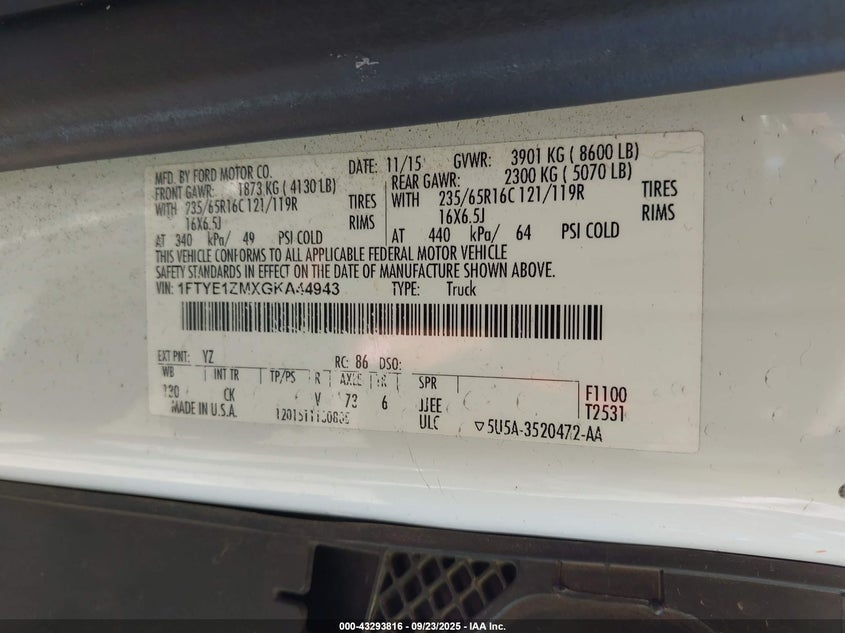 MFD. BY FORD MOTOR CO. DATE: 11/15 GVWR: 3901 KG ( 8600 LB)
FRONT GAWR: 1873 KG ( 4130 LB) REAR GAWR: 2300 KG ( 5070 LB)
WITH 235/65R16C 121/119R TIRES WITH 235/65R16C 121/119R TIRES
16X6.5J RIMS 16X6.5J RIMS
AT 340 kPa/ 49 PSI COLD AT 440 kPa/ 64 PSI COLD
THIS VEHICLE CONFORMS TO ALL APPLICABLE FEDERAL MOTOR VEHICLE
SAFETY STANDARDS IN EFFECT ON THE DATE OF MANUFACTURE SHOWN ABOVE.
VIN: 1FTYE1ZMXGKA44943 TYPE: Truck
EXT PNT: YZ RC: 86 DSO:
WB INT TR TP/PS R AXLE TR SPR
130 CK V 73 6 JJEE F1100
MADE IN U.S.A. ULC T2531
▽5U5A-3520472-AA
000-43293816 - 09/23/2025 - IAA Inc.